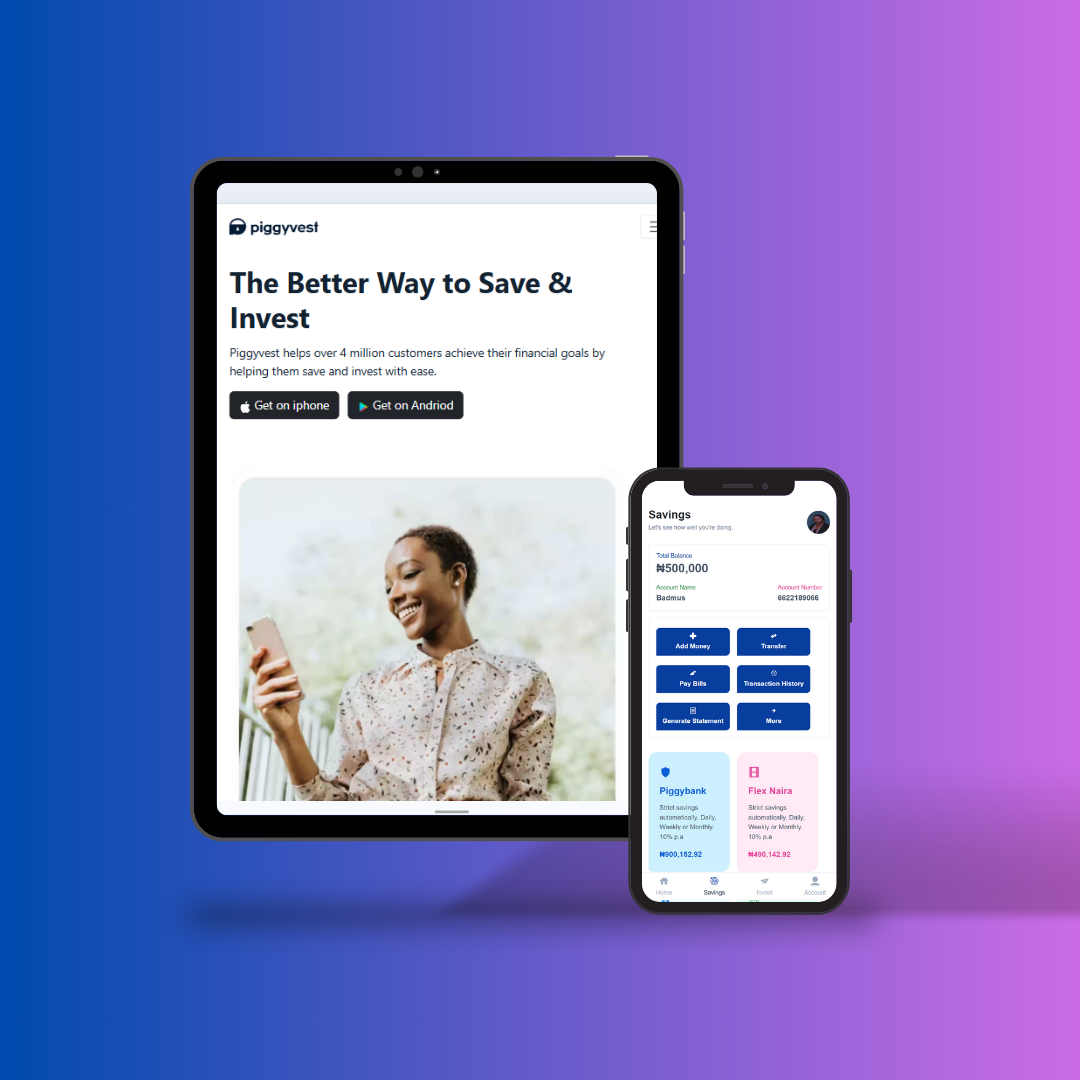 piggyvest
The Better Way to Save &
Invest
Piggyvest helps over 4 million customers achieve their financial goals by
helping them save and invest with ease.
Get on iphone
Get on Andriod
Savings
Let's see how well you're doing.
Total Balance
₦500,000
Account Name
Account Number
Badmus
6622189066
Add Money
Transfer
Pay Bills
Transaction History
Generate Statement
More
Piggybank
Flex Naira
Strict savings
automatically. Daily,
Weekly or Monthly.
10% p.a
₦900,152.92
Strict savings
automatically. Daily,
Weekly or Monthly.
10% p.a
₦490,142.92
Home
Savings
Invest
Account